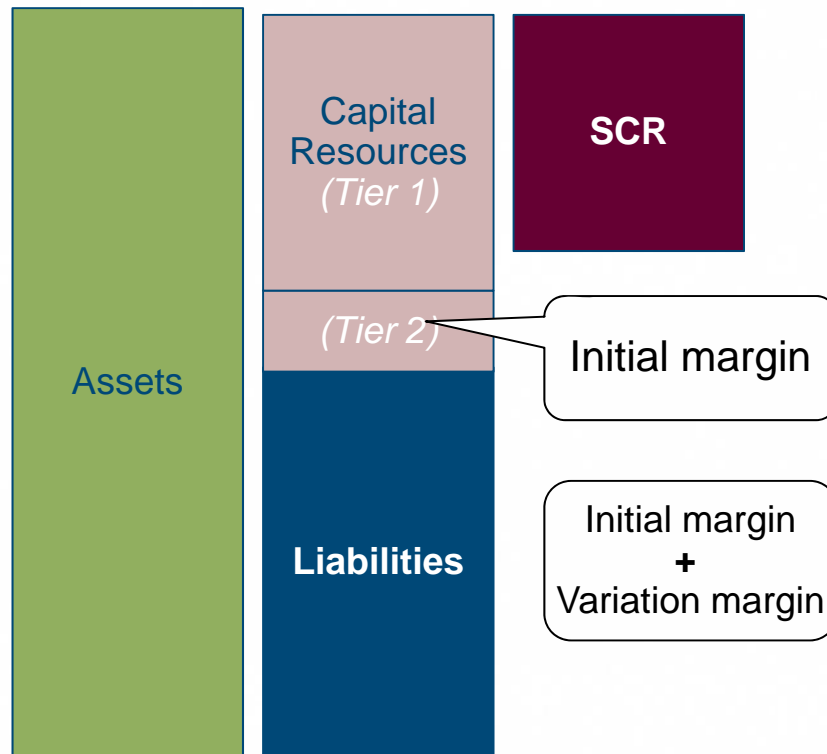 Assets
Capital
Resources
(Tier 1)
(Tier 2)
Liabilities
SCR
Initial margin
Initial margin
+
Variation margin